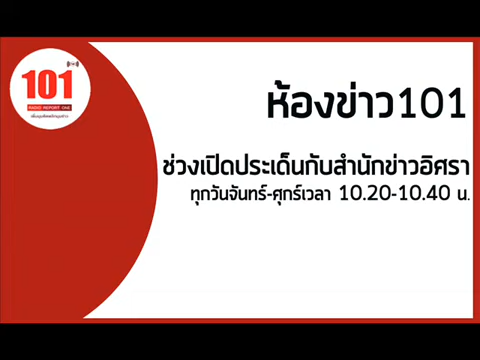 101
RADIO REPORT ONE
ห้องข่าว101
ช่วงเปิดประเด็นกับสำนักข่าวอิศรา
ทุกวันจันทร์-ศุกร์เวลา 10.20-10.40 น.